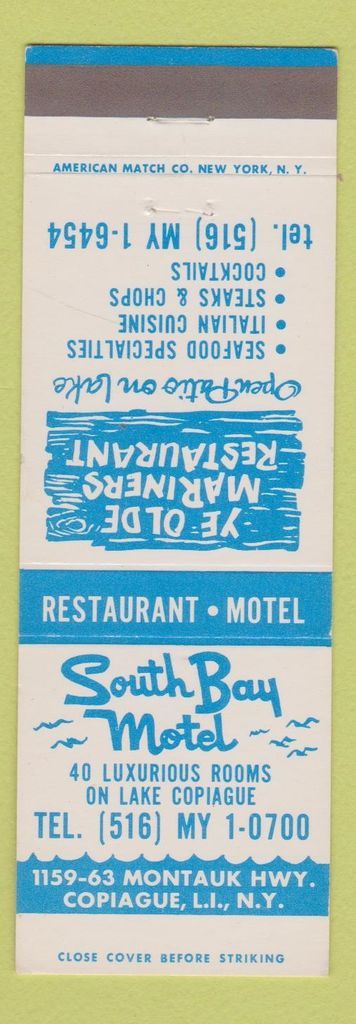 AMERICAN MATCH CO. NEW YORK, N. Y.
YE OLDE
MARINERS
RESTAURANT
Open Patio on Lake
• SEAFOOD SPECIALTIES
• ITALIAN CUISINE
• STEAKS & CHOPS
• COCKTAILS
tel. (516) MY 1-6454
RESTAURANT • MOTEL
South Bay
Motel
40 LUXURIOUS ROOMS
ON LAKE COPIAGUE
TEL. (516) MY 1-0700
1159-63 MONTAUK HWY.
COPIAGUE, L.I., N.Y.
CLOSE COVER BEFORE STRIKING